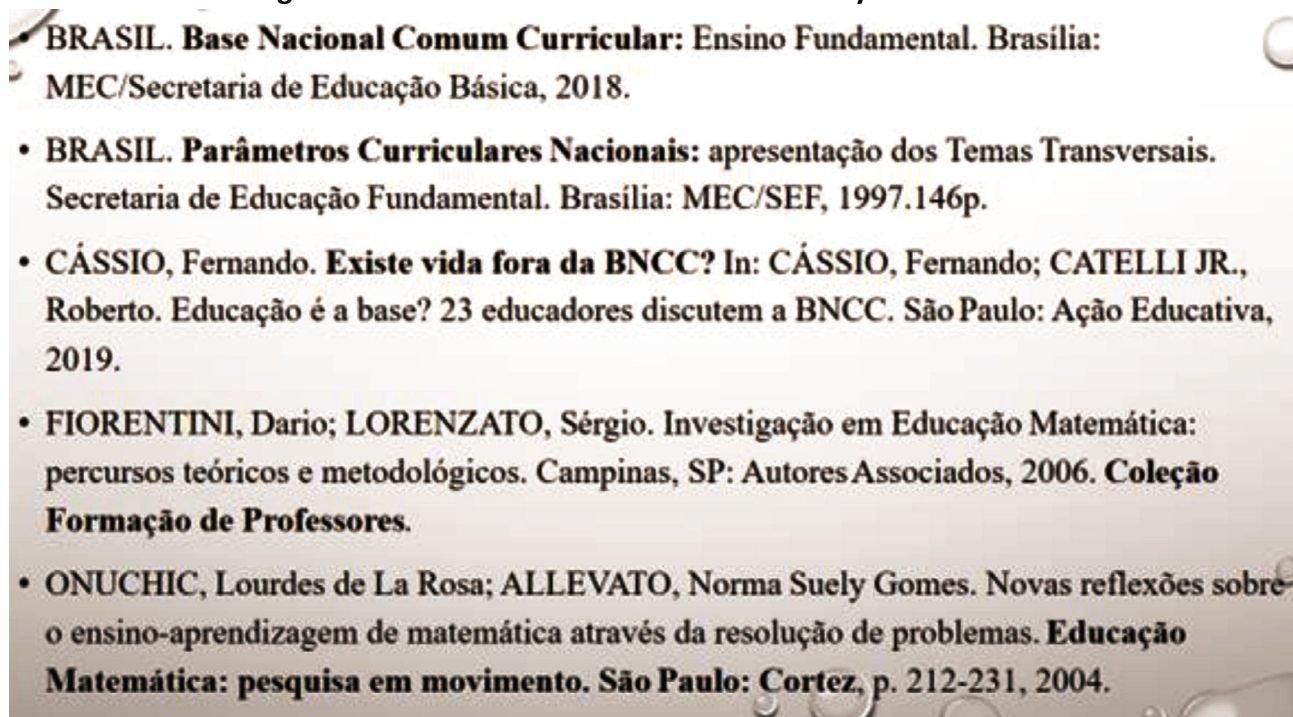 • BRASIL. Base Nacional Comum Curricular: Ensino Fundamental. Brasília:
MEC/Secretaria de Educação Básica, 2018.
• BRASIL. Parâmetros Curriculares Nacionais: apresentação dos Temas Transversais.
Secretaria de Educação Fundamental. Brasília: MEC/SEF, 1997.146p.
• CÁSSIO, Fernando. Existe vida fora da BNCC? In: CÁSSIO, Fernando; CATELLI JR.,
Roberto. Educação é a base? 23 educadores discutem a BNCC. São Paulo: Ação Educativa,
2019.
• FIORENTINI, Dario; LORENZATO, Sérgio. Investigação em Educação Matemática:
percursos teóricos e metodológicos. Campinas, SP: Autores Associados, 2006. Coleção
Formação de Professores.
• ONUCHIC, Lourdes de La Rosa; ALLEVATO, Norma Suely Gomes. Novas reflexões sobre
o ensino-aprendizagem de matemática através da resolução de problemas. Educação
Matemática: pesquisa em movimento. São Paulo: Cortez, p. 212-231, 2004.